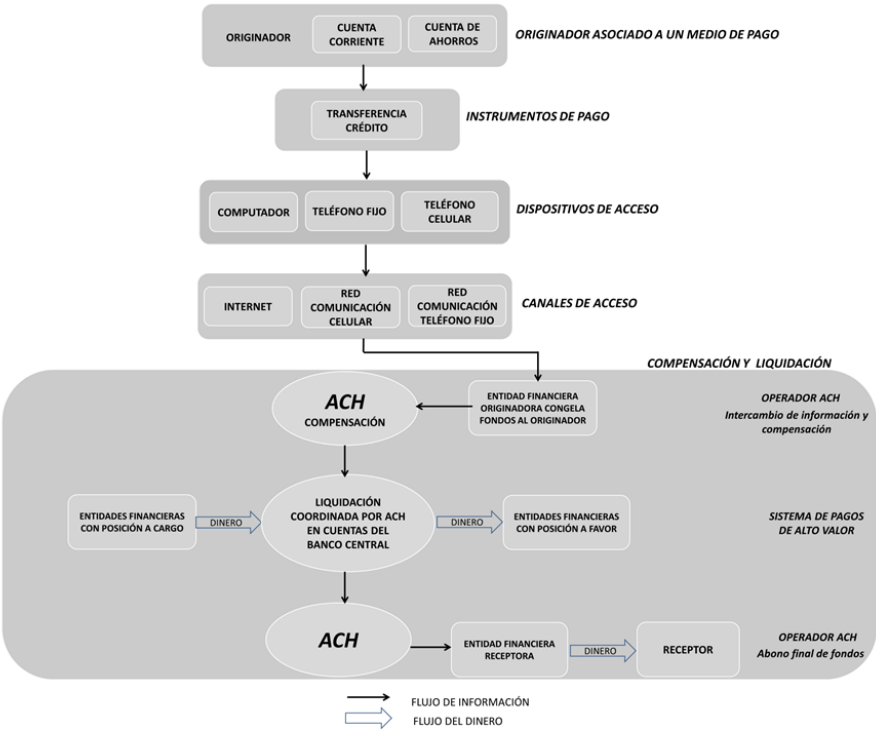 ORIGINADOR
CUENTA
CORRIENTE
CUENTA DE
AHORROS
ORIGINADOR ASOCIADO A UN MEDIO DE PAGO
TRANSFERENCIA
CRÉDITO
INSTRUMENTOS DE PAGO
COMPUTADOR
TELÉFONO FIJO
TELÉFONO
CELULAR
DISPOSITIVOS DE ACCESO
INTERNET
RED
COMUNICACIÓN
CELULAR
RED
COMUNICACIÓN
TELÉFONO FIJO
CANALES DE ACCESO
COMPENSACIÓN Y LIQUIDACIÓN
ACH
COMPENSACIÓN
ENTIDAD FINANCIERA
ORIGINADORA CONGELA
FONDOS AL ORIGINADOR
OPERADOR ACH
Intercambio de información y
compensación
ENTIDADES FINANCIERAS
CON POSICIÓN A CARGO
DINERO
LIQUIDACIÓN
COORDINADA POR ACH
EN CUENTAS DEL
BANCO CENTRAL
DINERO
ENTIDADES FINANCIERAS
CON POSICIÓN A FAVOR
SISTEMA DE PAGOS
DE ALTO VALOR
ACH
ENTIDAD FINANCIERA
RECEPTORA
DINERO
RECEPTOR
OPERADOR ACH
Abono final de fondos
FLUJO DE INFORMACIÓN
FLUJO DEL DINERO